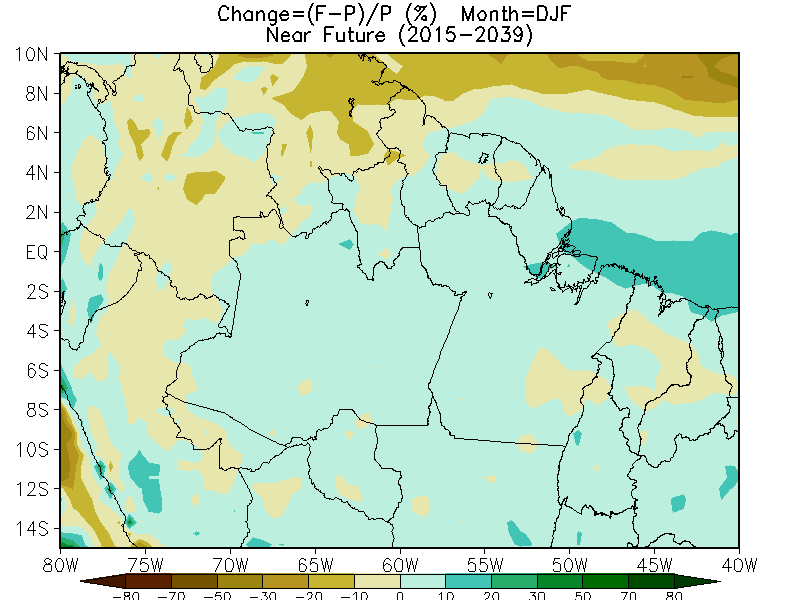 Change=(F-P)/P (%)  Month=DJF
Near Future (2015-2039)
10N
8N
6N
4N
2N
EQ
2S
4S
6S
8S
10S
12S
14S
80W 75W 70W 65W 60W 55W 50W 45W 40W
-80 -70 -50 -30 -20 -10 0 10 20 30 50 70 80